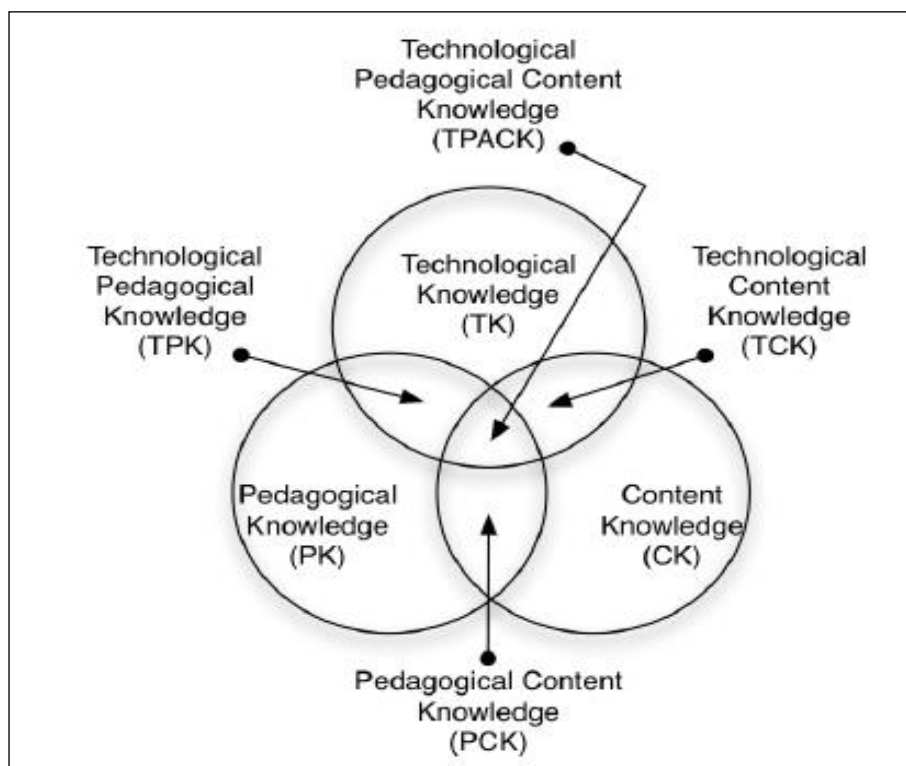 Technological
Pedagogical Content
Knowledge
(TPACK)
Technological
Pedagogical
Knowledge
(TPK)
Technological
Knowledge
(TK)
Technological
Content
Knowledge
(TCK)
Pedagogical
Knowledge
(PK)
Content
Knowledge
(CK)
Pedagogical Content
Knowledge
(PCK)